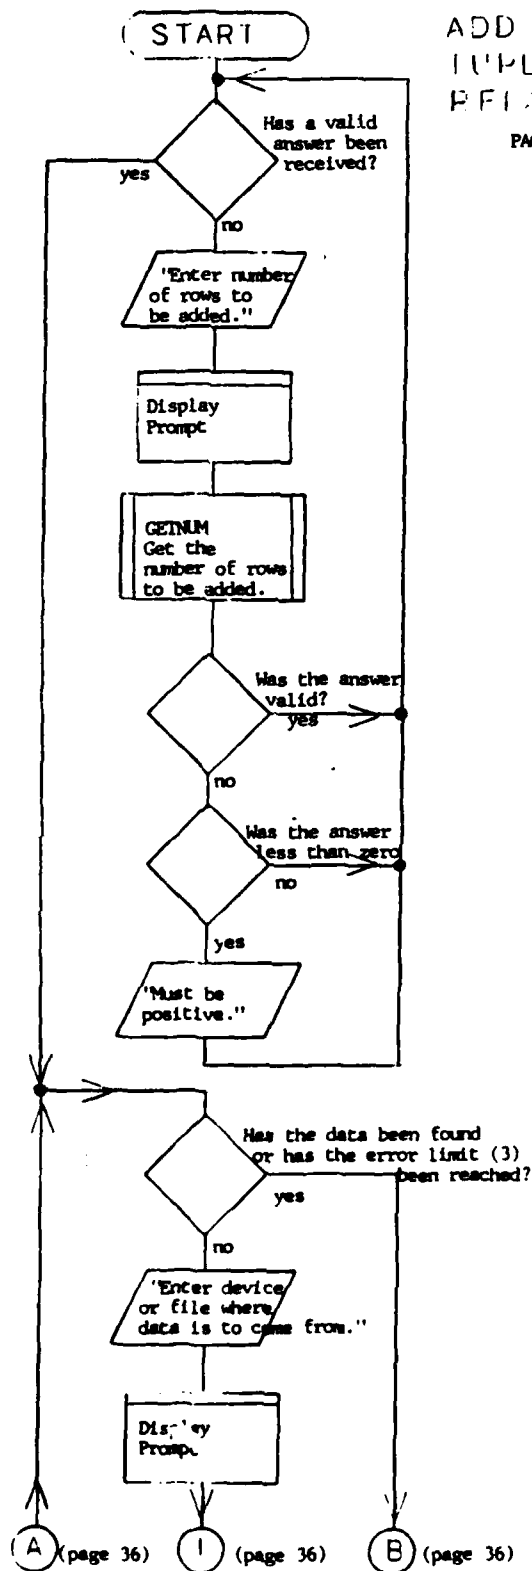 START
ADD
PAG
Has a valid
answer been
received?
yes
no
"Enter number
of rows to
be added."
Display
Prompt
GETNUM
Get the
number of rows
to be added.
Was the answer
valid?
yes
no
Was the answer
less than zero
no
yes
"Must be
positive."
Has the data been found
or has the error limit (3)
been reached?
yes
no
"Enter device
or file where
data is to come from."
Display
Prompt
A (page 36)
1 (page 36)
B (page 36)